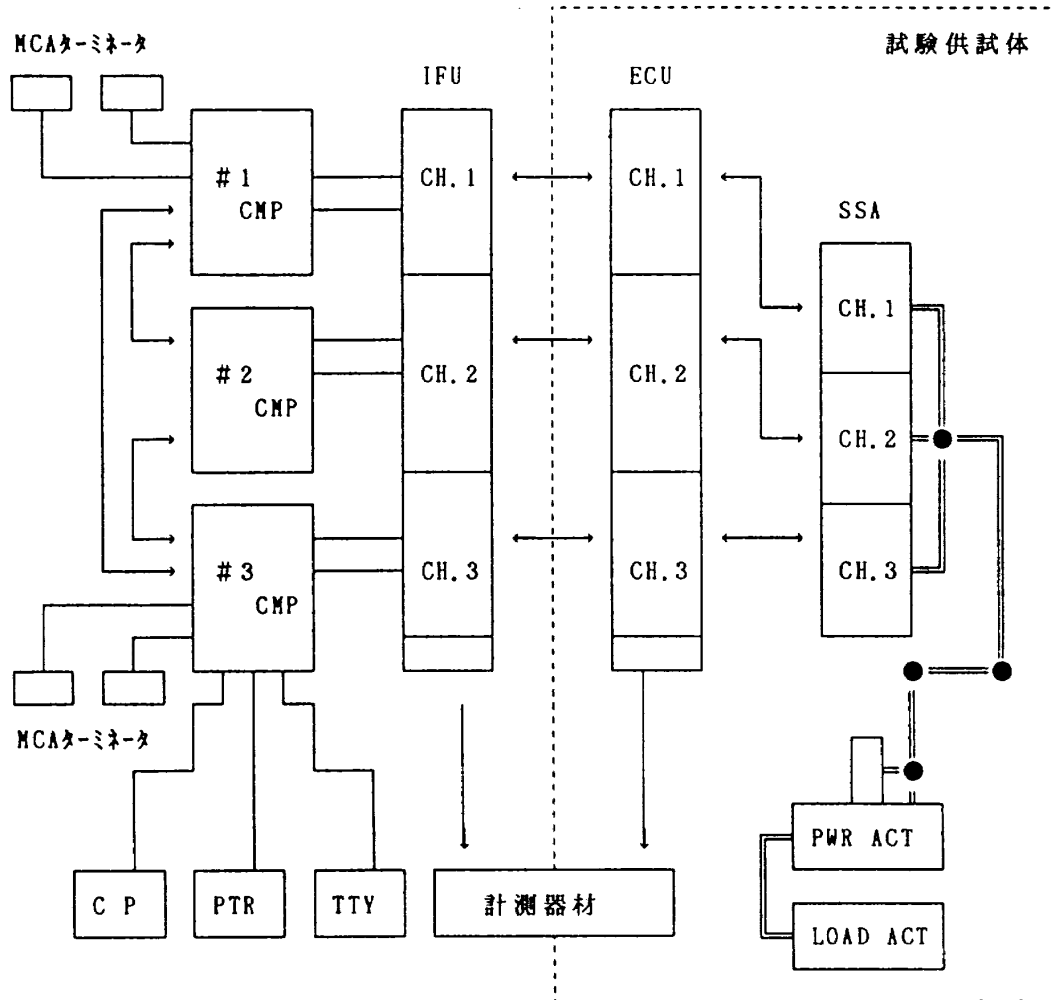 試験供試体
MCAターミネータ
IFU
ECU
#1
CMP
CH.1
CH.1
SSA
CH.1
#2
CMP
CH.2
CH.2
CH.2
#3
CMP
CH.3
CH.3
CH.3
MCAターミネータ
PWR ACT
CP
PTR
TTY
計測器材
LOAD ACT